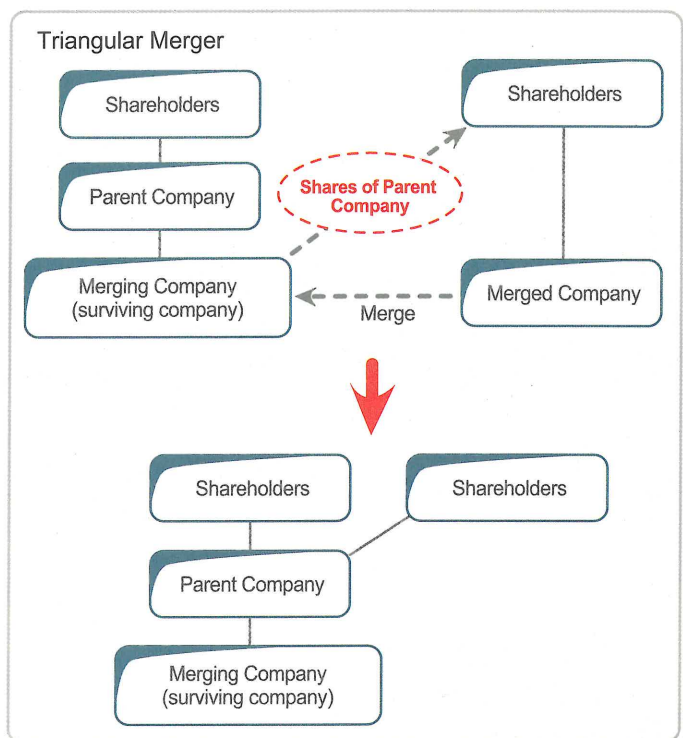 Triangular Merger
Shareholders
Shareholders
Parent Company
Shares of Parent
Company
Merging Company
(surviving company)
Merged Company
Merge
Shareholders
Shareholders
Parent Company
Merging Company
(surviving company)